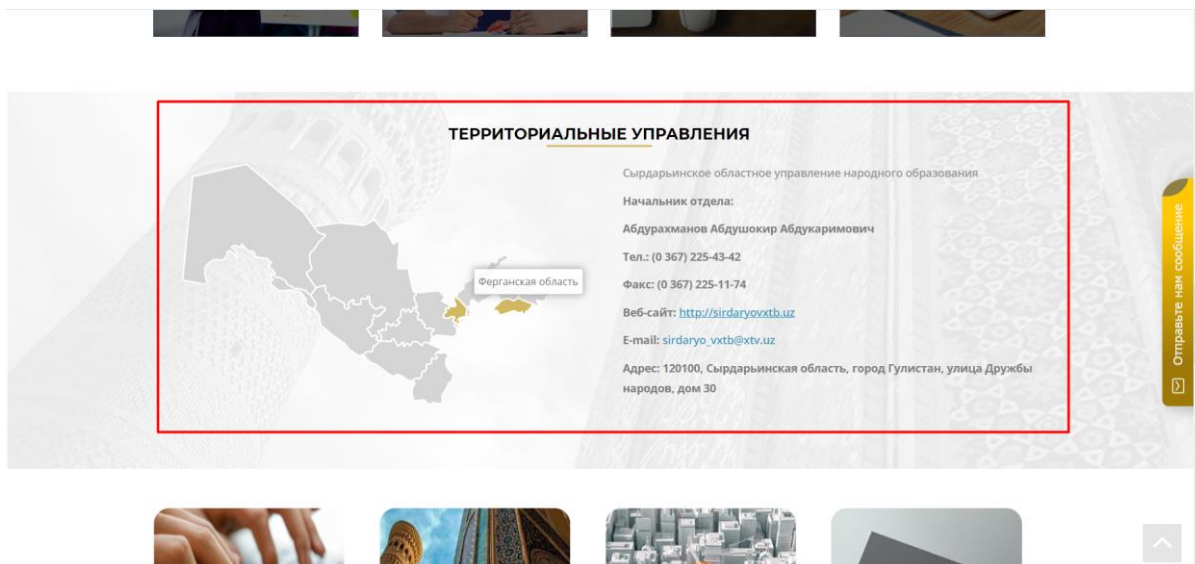 ТЕРРИТОРИАЛЬНЫЕ УПРАВЛЕНИЯ
Сырдарьинское областное управление народного образования
Начальник отдела:
Абдурахманов Абдушокир Абдукаримович
Тел.: (0 367) 225-43-42
Ферганская область
Факс: (0 367) 225-11-74
Веб-сайт: http://sirdaryovxtb.uz
E-mail: sirdaryo_vxtb@xtv.uz
Адрес: 120100, Сырдарьинская область, город Гулистан, улица Дружбы
народов, дом 30
Отправьте нам сообщение